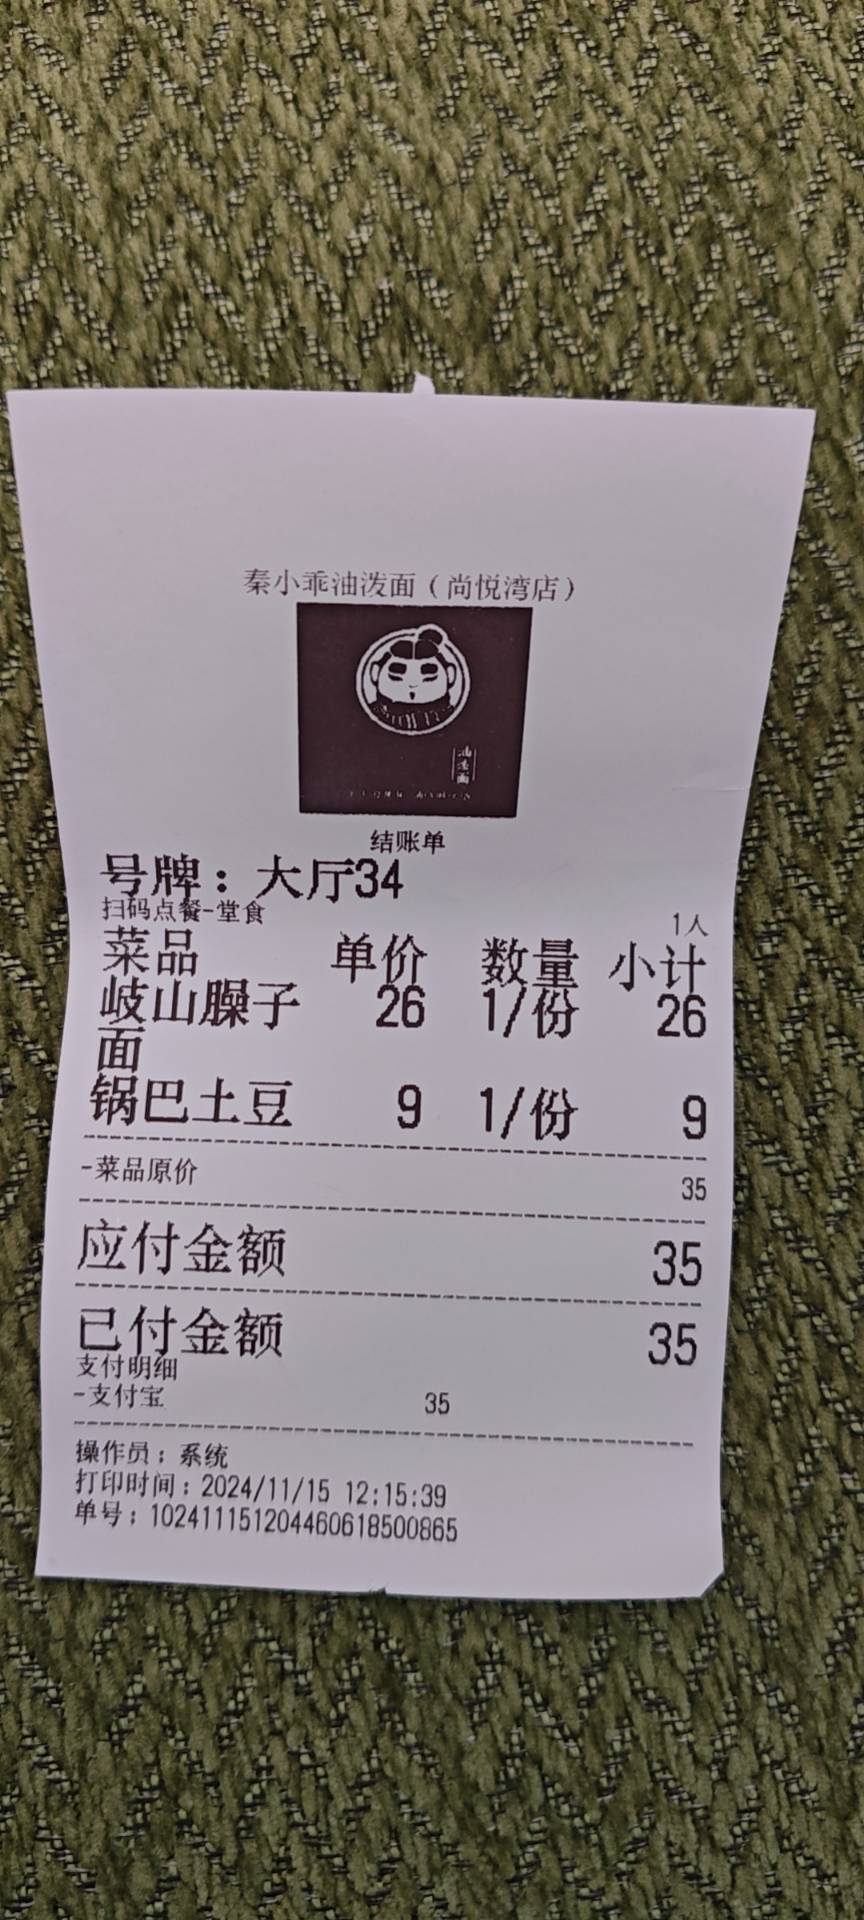 秦小乖油泼面（尚悦湾店）
油泼面
结账单
号牌：大厅34
扫码点餐-堂食
1人
菜品 单价 数量 小计
岐山臊子面 26 1/份 26
锅巴土豆 9 1/份 9
-菜品原价 35
应付金额 35
已付金额 35
支付明细
-支付宝 35
操作员：系统
打印时间：2024/11/15 12:15:39
单号：102411151204460618500865